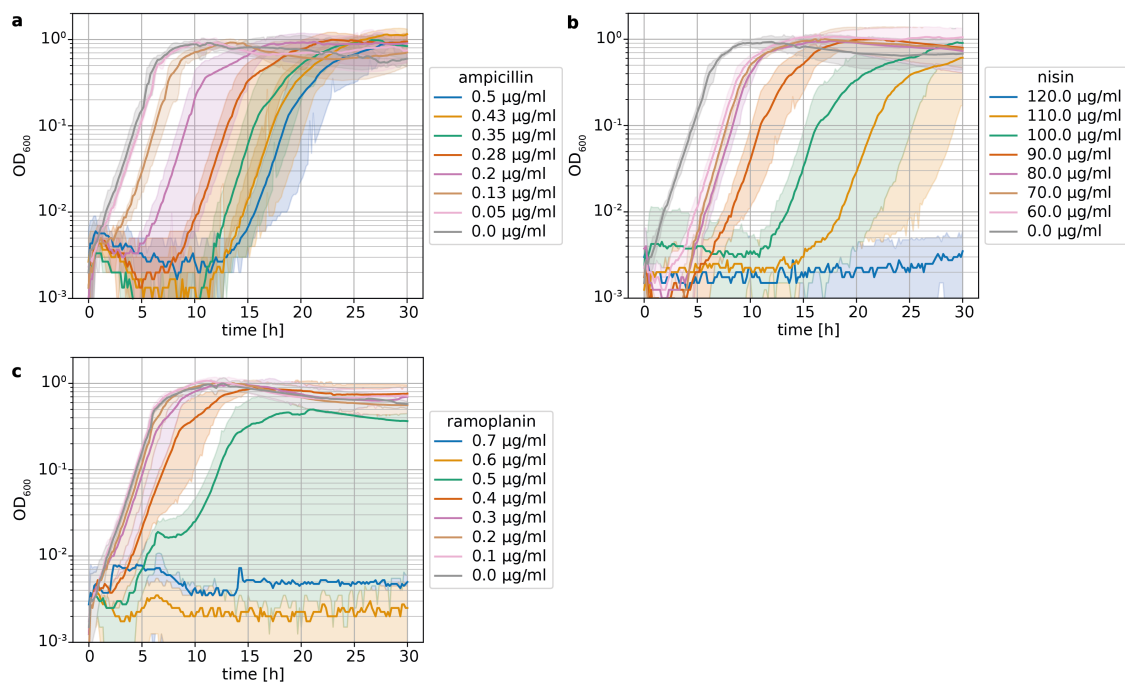 a
10⁰
10⁻¹
10⁻²
10⁻³
OD₆₀₀
0 5 10 15 20 25 30
time [h]
ampicillin
0.5 µg/ml
0.43 µg/ml
0.35 µg/ml
0.28 µg/ml
0.2 µg/ml
0.13 µg/ml
0.05 µg/ml
0.0 µg/ml
b
10⁰
10⁻¹
10⁻²
10⁻³
OD₆₀₀
0 5 10 15 20 25 30
time [h]
nisin
120.0 µg/ml
110.0 µg/ml
100.0 µg/ml
90.0 µg/ml
80.0 µg/ml
70.0 µg/ml
60.0 µg/ml
0.0 µg/ml
c
10⁰
10⁻¹
10⁻²
10⁻³
OD₆₀₀
0 5 10 15 20 25 30
time [h]
ramoplanin
0.7 µg/ml
0.6 µg/ml
0.5 µg/ml
0.4 µg/ml
0.3 µg/ml
0.2 µg/ml
0.1 µg/ml
0.0 µg/ml